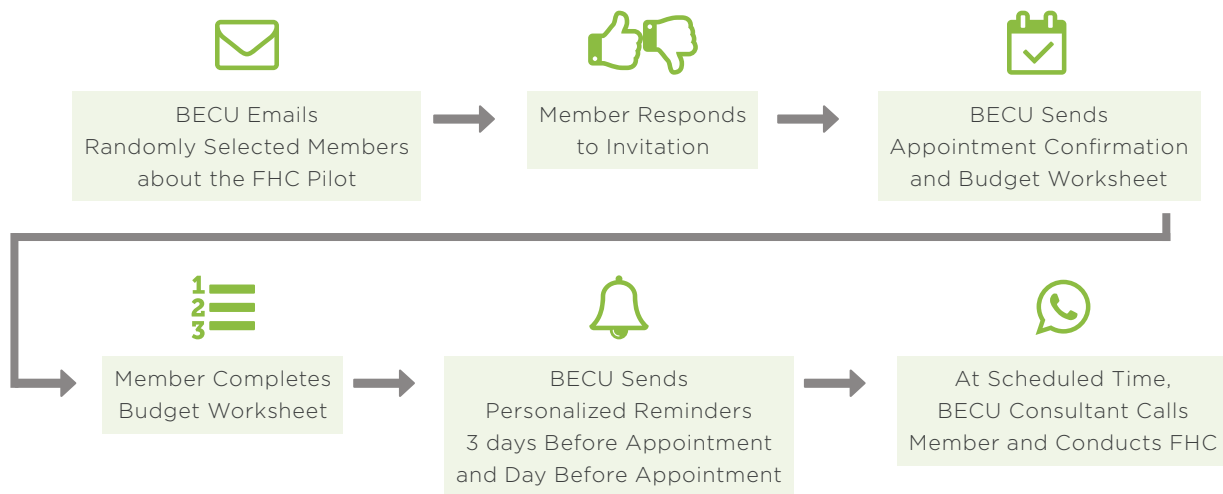 BECU Emails
Randomly Selected Members
about the FHC Pilot
Member Responds
to Invitation
BECU Sends
Appointment Confirmation
and Budget Worksheet
1
2
3
Member Completes
Budget Worksheet
BECU Sends
Personalized Reminders
3 days Before Appointment
and Day Before Appointment
At Scheduled Time,
BECU Consultant Calls
Member and Conducts FHC